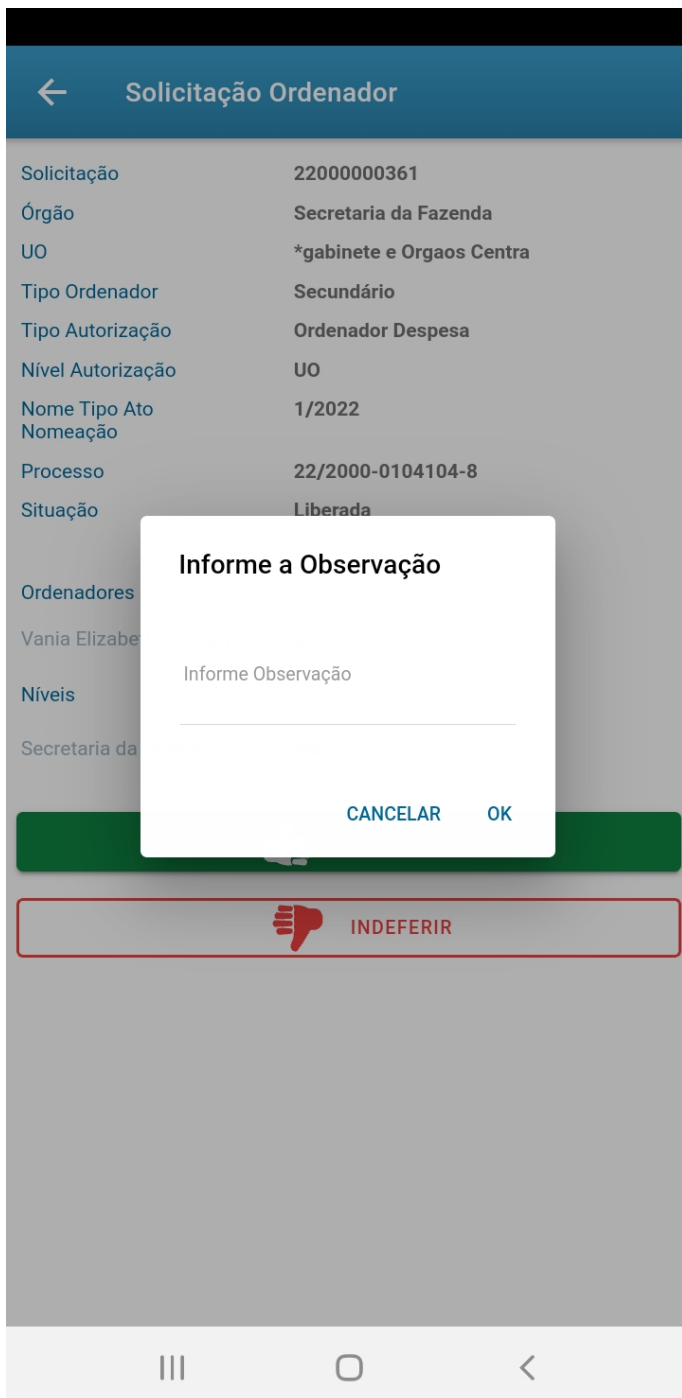 Solicitação Ordenador
Solicitação 22000000361
Órgão Secretaria da Fazenda
UO *gabinete e Orgaos Centra
Tipo Ordenador Secundário
Tipo Autorização Ordenador Despesa
Nível Autorização UO
Nome Tipo Ato 1/2022
Nomeação
Processo 22/2000-0104104-8
Situação Liberada
Informe a Observação
Ordenadores
Vania
Informe Observação
Níveis
Secretaria da
CANCELAR OK
INDEFERIR